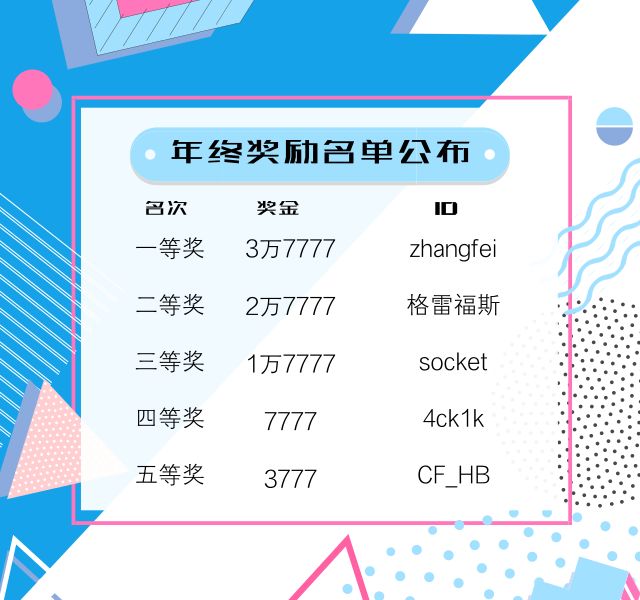 年终奖励名单公布
名次 奖金 ID
一等奖 3万7777 zhangfei
二等奖 2万7777 格雷福斯
三等奖 1万7777 socket
四等奖 7777 4ck1k
五等奖 3777 CF_HB